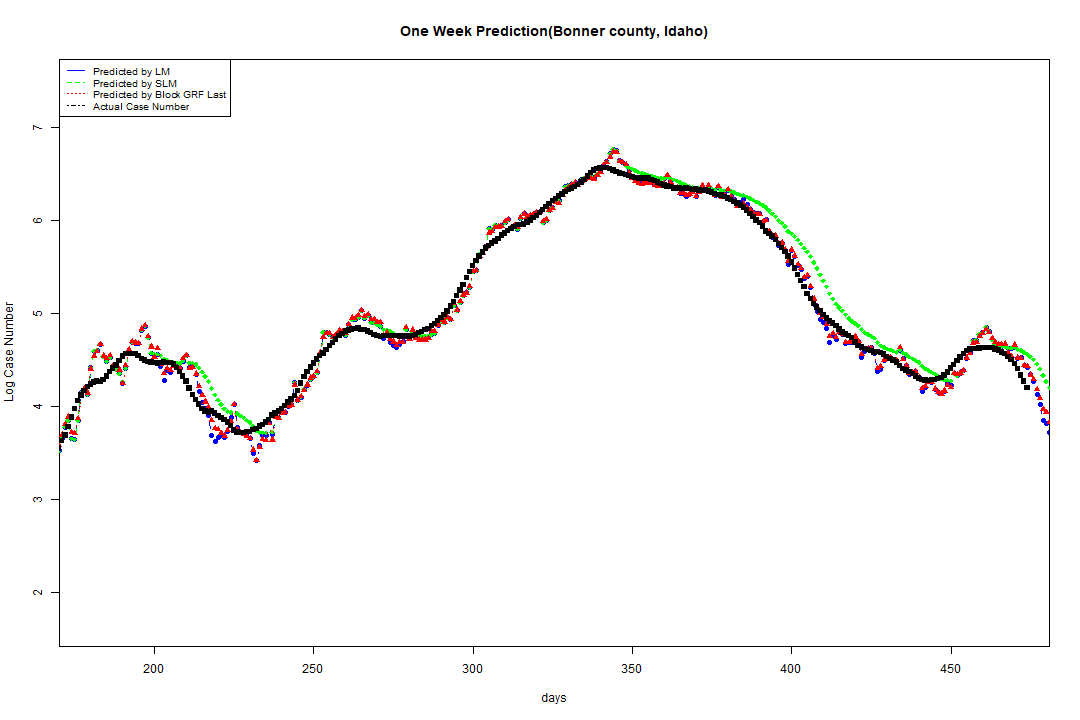 One Week Prediction(Bonner county, Idaho)
Predicted by LM
Predicted by SLM
Predicted by Block GRF Last
Actual Case Number
Log Case Number
7
6
5
4
3
2
200 250 300 350 400 450
days